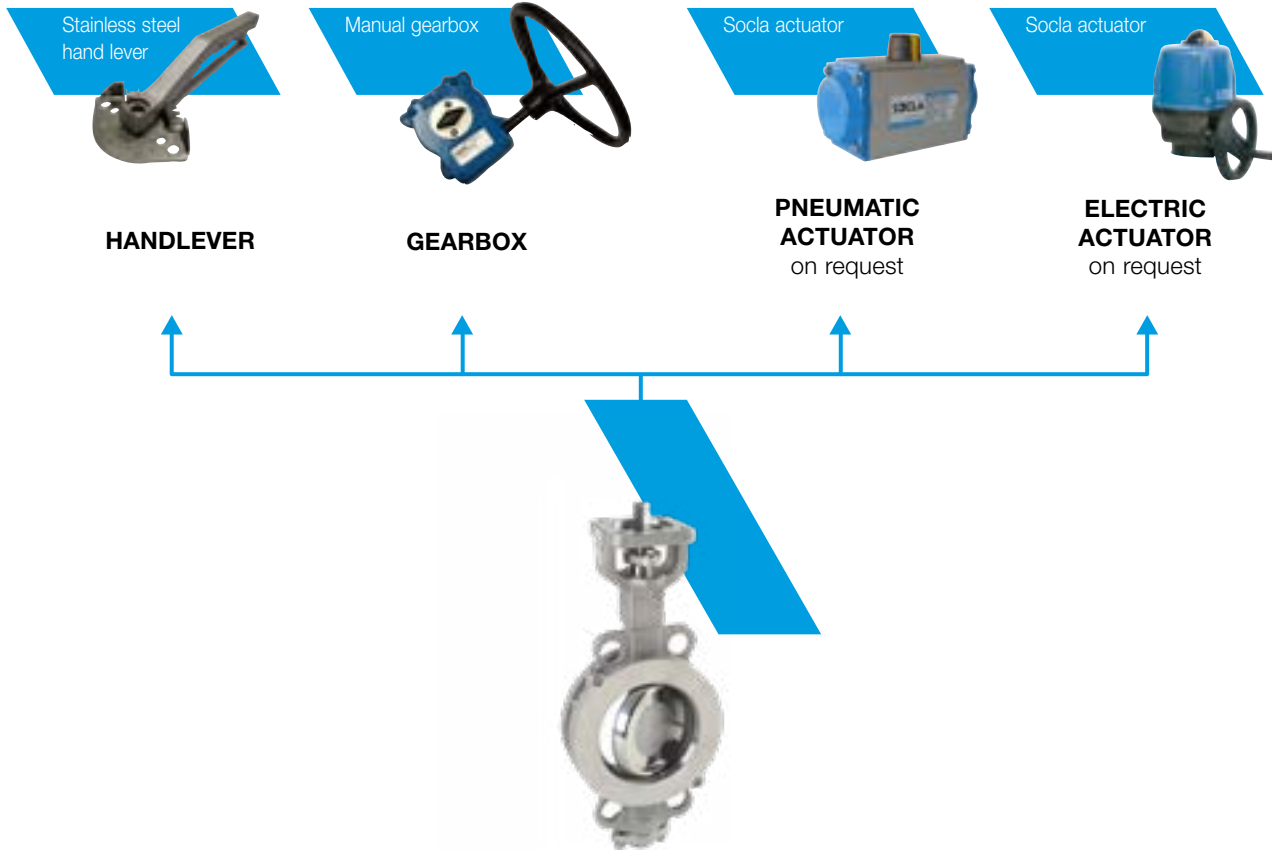 Stainless steel
hand lever
Manual gearbox
Socla actuator
Socla actuator
SOCLA
HANDLEVER
GEARBOX
PNEUMATIC
ACTUATOR
on request
ELECTRIC
ACTUATOR
on request